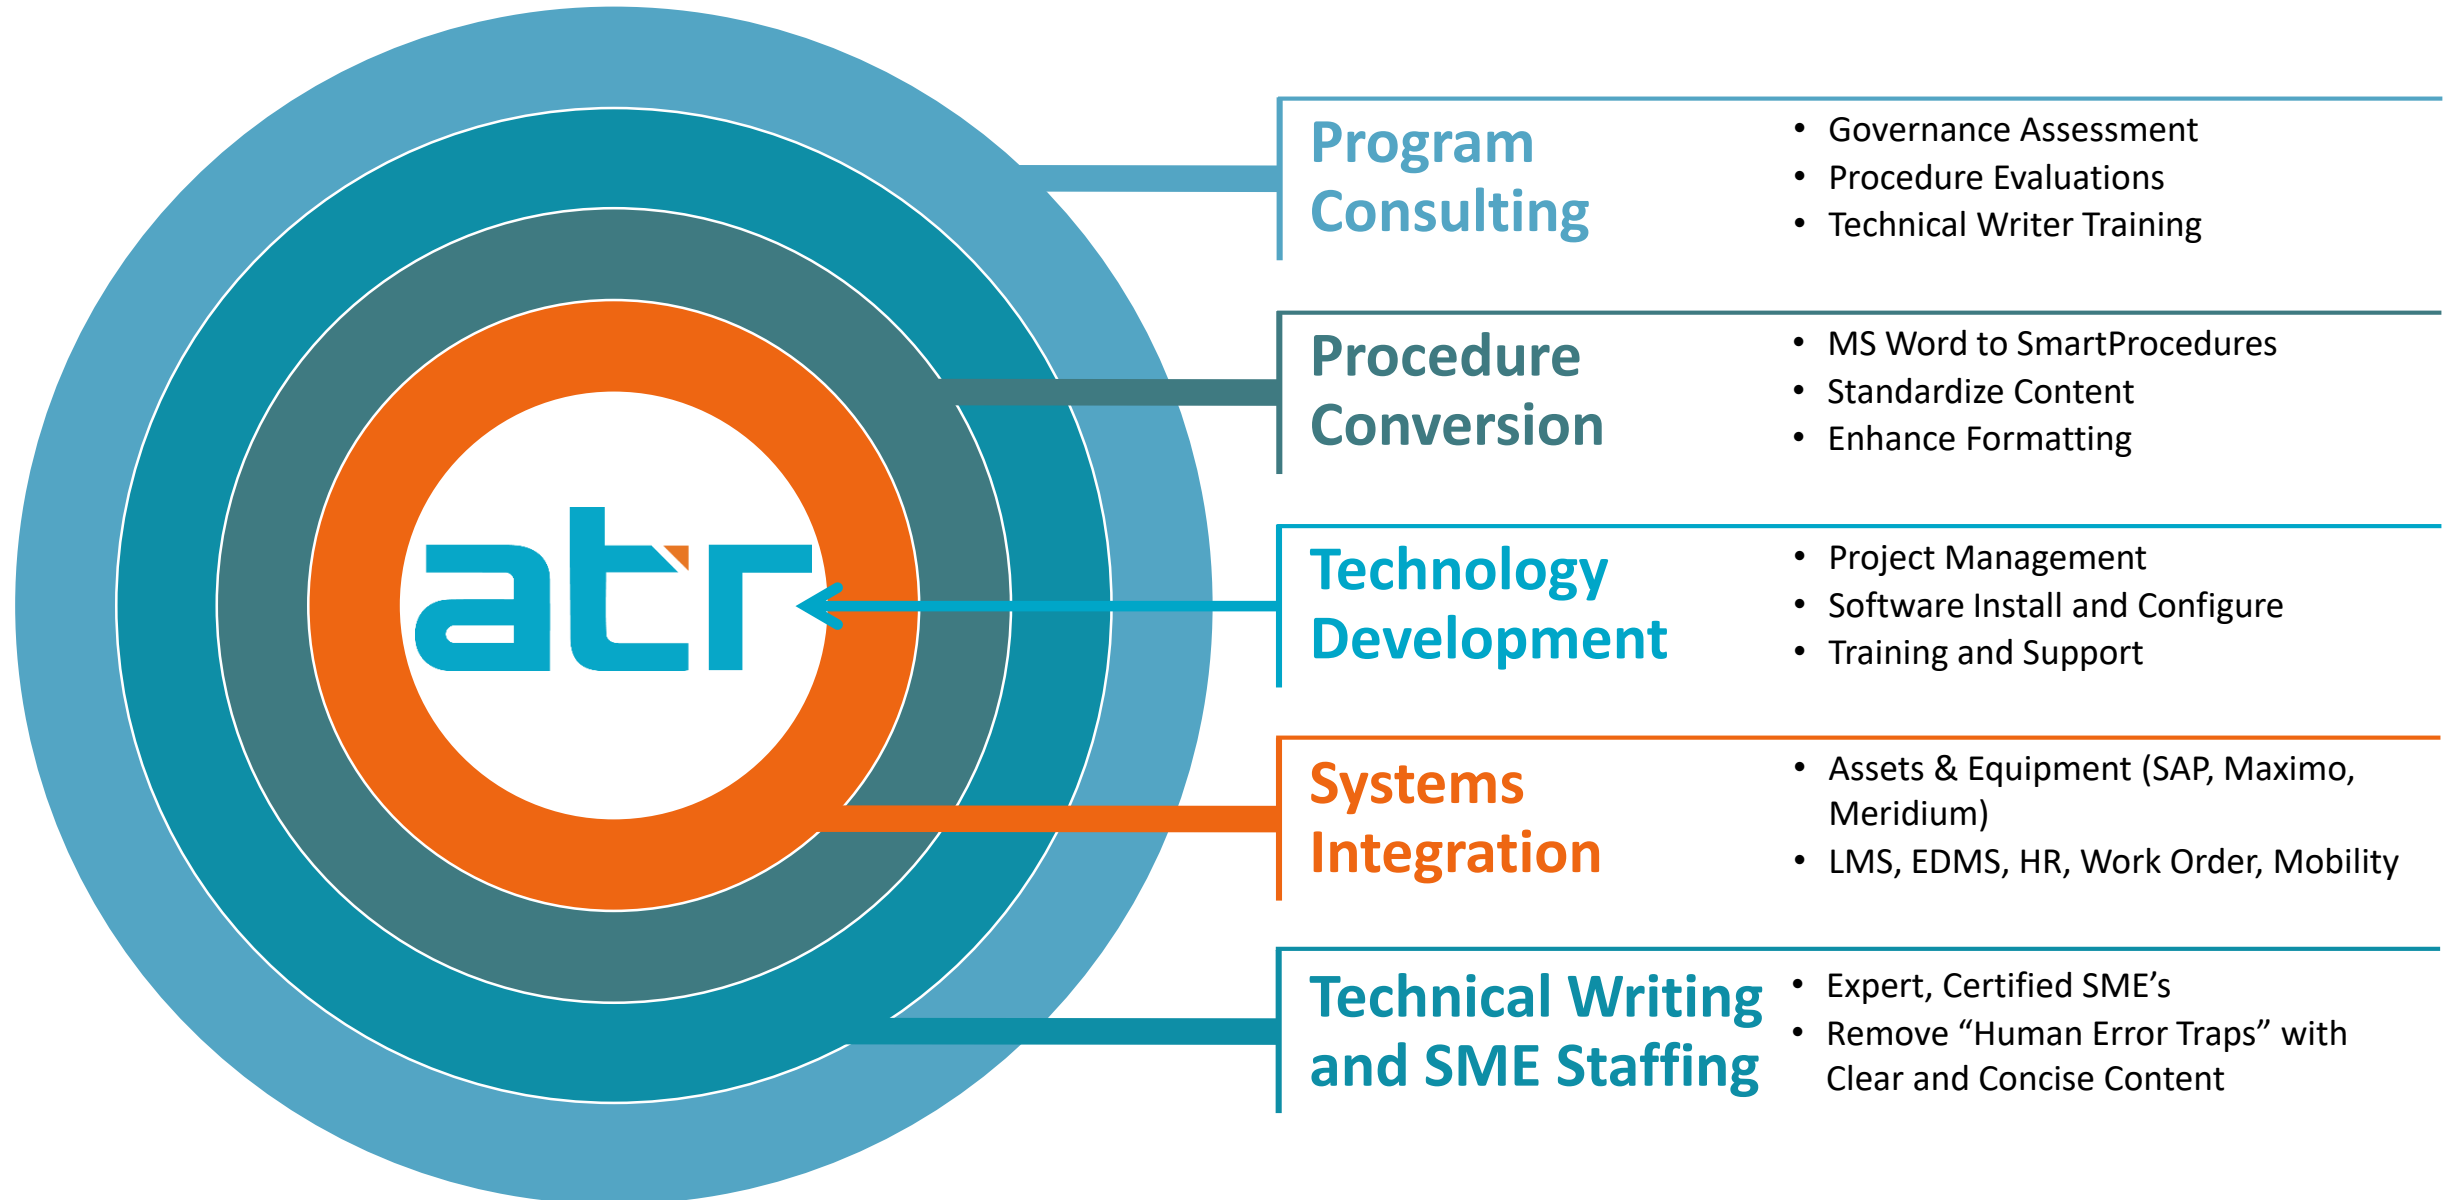 atr
Program
Consulting
• Governance Assessment
• Procedure Evaluations
• Technical Writer Training
Procedure
Conversion
• MS Word to SmartProcedures
• Standardize Content
• Enhance Formatting
Technology
Development
• Project Management
• Software Install and Configure
• Training and Support
Systems
Integration
• Assets & Equipment (SAP, Maximo,
Meridium)
• LMS, EDMS, HR, Work Order, Mobility
Technical Writing
and SME Staffing
• Expert, Certified SME’s
• Remove “Human Error Traps” with
Clear and Concise Content